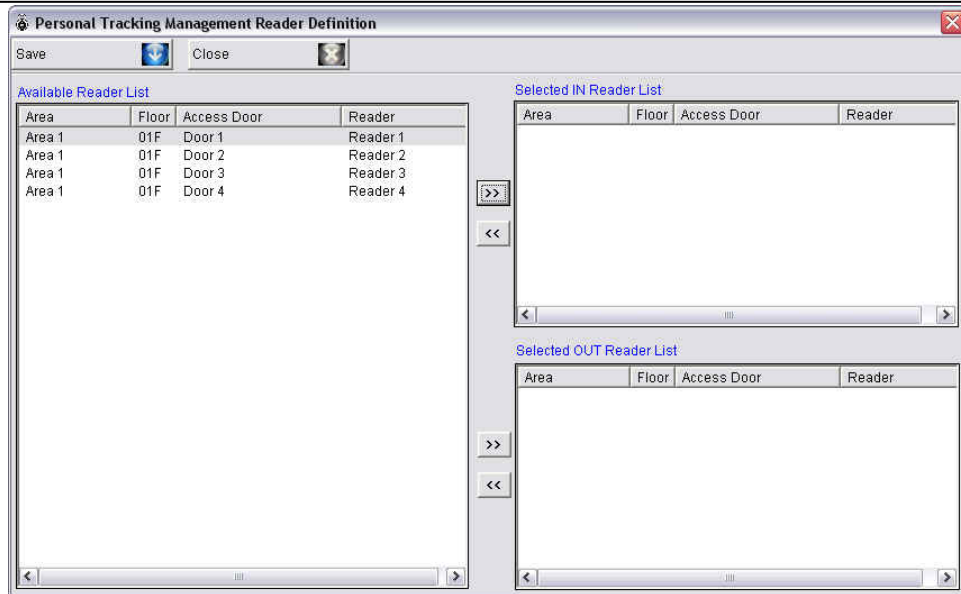 Personal Tracking Management Reader Definition
Save Close
Available Reader List
Area Floor Access Door Reader
Area 1 01F Door 1 Reader 1
Area 1 01F Door 2 Reader 2
Area 1 01F Door 3 Reader 3
Area 1 01F Door 4 Reader 4
>>
<<
Selected IN Reader List
Area Floor Access Door Reader
>>
<<
Selected OUT Reader List
Area Floor Access Door Reader